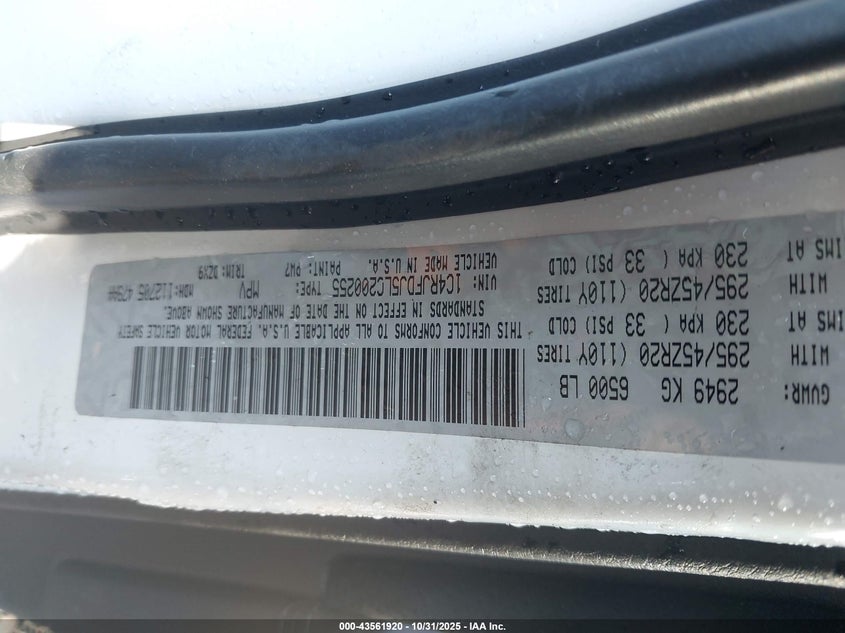 GVWR: 2949 KG 6500 LB
WITH 295/45ZR20 (110Y TIRES
IMS AT 230 KPA ( 33 PSI) COLD
WITH 295/45ZR20 (110Y TIRES
IMS AT 230 KPA ( 33 PSI) COLD
THIS VEHICLE CONFORMS TO ALL APPLICABLE U.S.A. FEDERAL MOTOR VEHICLE SAFETY
STANDARDS IN EFFECT ON THE DATE OF MANUFACTURE SHOWN ABOVE.
VIN: 1C4RJFDJ5LC200255 TYPE: MPV MDH: 112705 479AA
VEHICLE MADE IN U.S.A. PAINT: PW7 TRIM: DZX9
000-43561920 | 10/31/2025 - IAA Inc.